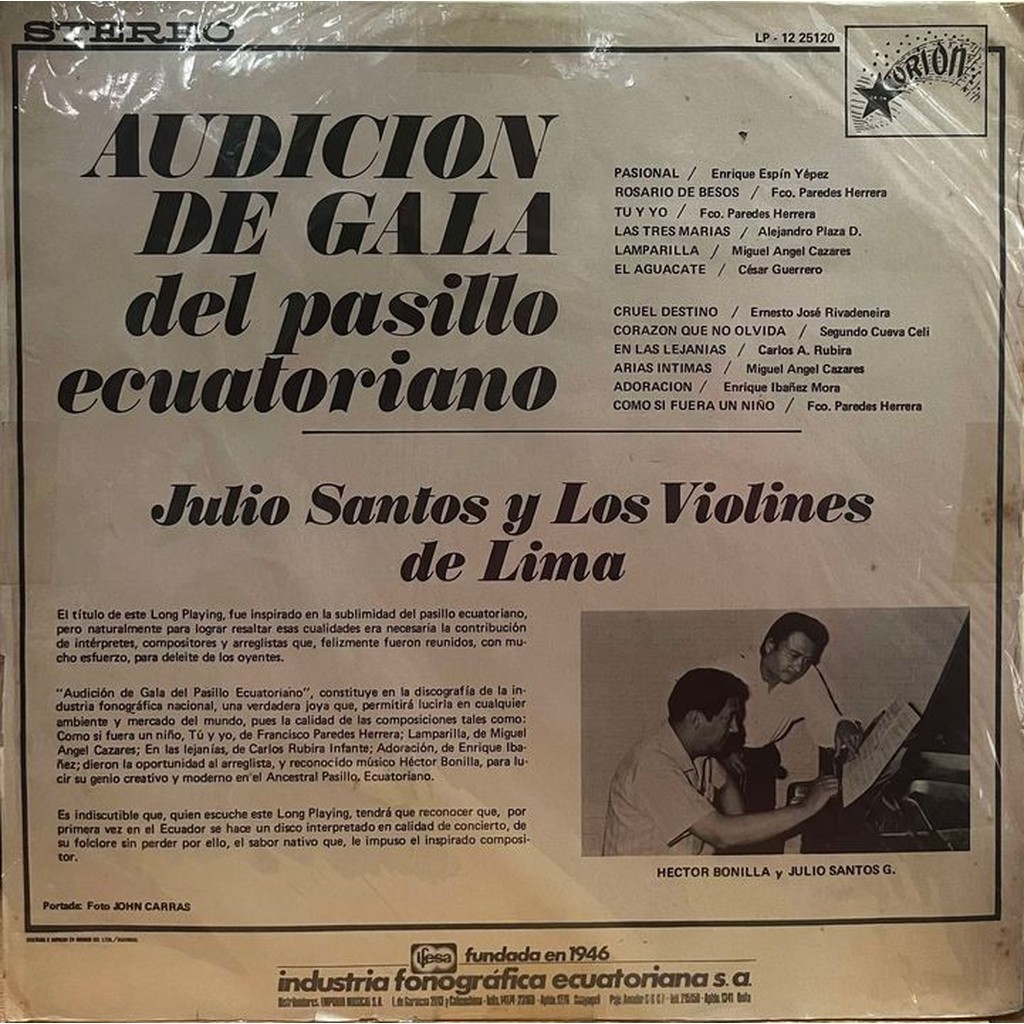 STEREO
LP - 12 25120
ORION
AUDICION
DE GALA
del pasillo
ecuatoriano
PASIONAL / Enrique Espín Yépez
ROSARIO DE BESOS / Fco. Paredes Herrera
TU Y YO / Fco. Paredes Herrera
LAS TRES MARIAS / Alejandro Plaza D.
LAMPARILLA / Miguel Angel Cazares
EL AGUACATE / César Guerrero
CRUEL DESTINO / Ernesto José Rivadeneira
CORAZON QUE NO OLVIDA / Segundo Cueva Celi
EN LAS LEJANIAS / Carlos A. Rubira
ARIAS INTIMAS / Miguel Angel Cazares
ADORACION / Enrique Ibañez Mora
COMO SI FUERA UN NIÑO / Fco. Paredes Herrera
Julio Santos y Los Violines
de Lima
El título de este Long Playing, fue inspirado en la sublimidad del pasillo ecuatoriano,
pero naturalmente para lograr resaltar esas cualidades era necesaria la contribución
de intérpretes, compositores y arreglistas que, felizmente fueron reunidos, con mu-
cho esfuerzo, para deleite de los oyentes.
"Audición de Gala del Pasillo Ecuatoriano", constituye en la discografía de la in-
dustria fonográfica nacional, una verdadera joya que, permitirá lucirla en cualquier
ambiente y mercado del mundo, pues la calidad de las composiciones tales como:
Como si fuera un niño, Tú y yo, de Francisco Paredes Herrera; Lamparilla, de Miguel
Angel Cazares; En las lejanías, de Carlos Rubira Infante; Adoración, de Enrique Iba-
ñez; dieron la oportunidad al arreglista, y reconocido músico Héctor Bonilla, para lu-
cir su genio creativo y moderno en el Ancestral Pasillo, Ecuatoriano.
Es indiscutible que, quien escuche este Long Playing, tendrá que reconocer que, por
primera vez en el Ecuador se hace un disco interpretado en calidad de concierto, de
su folclore sin perder por ello, el sabor nativo que, le impuso el inspirado composi-
tor.
HECTOR BONILLA y JULIO SANTOS G.
Portada: Foto JOHN CARRAS
ifesa fundada en 1946
industria fonográfica ecuatoriana s.a.
Distribuidores: EMPORIO MUSICAL S.A.